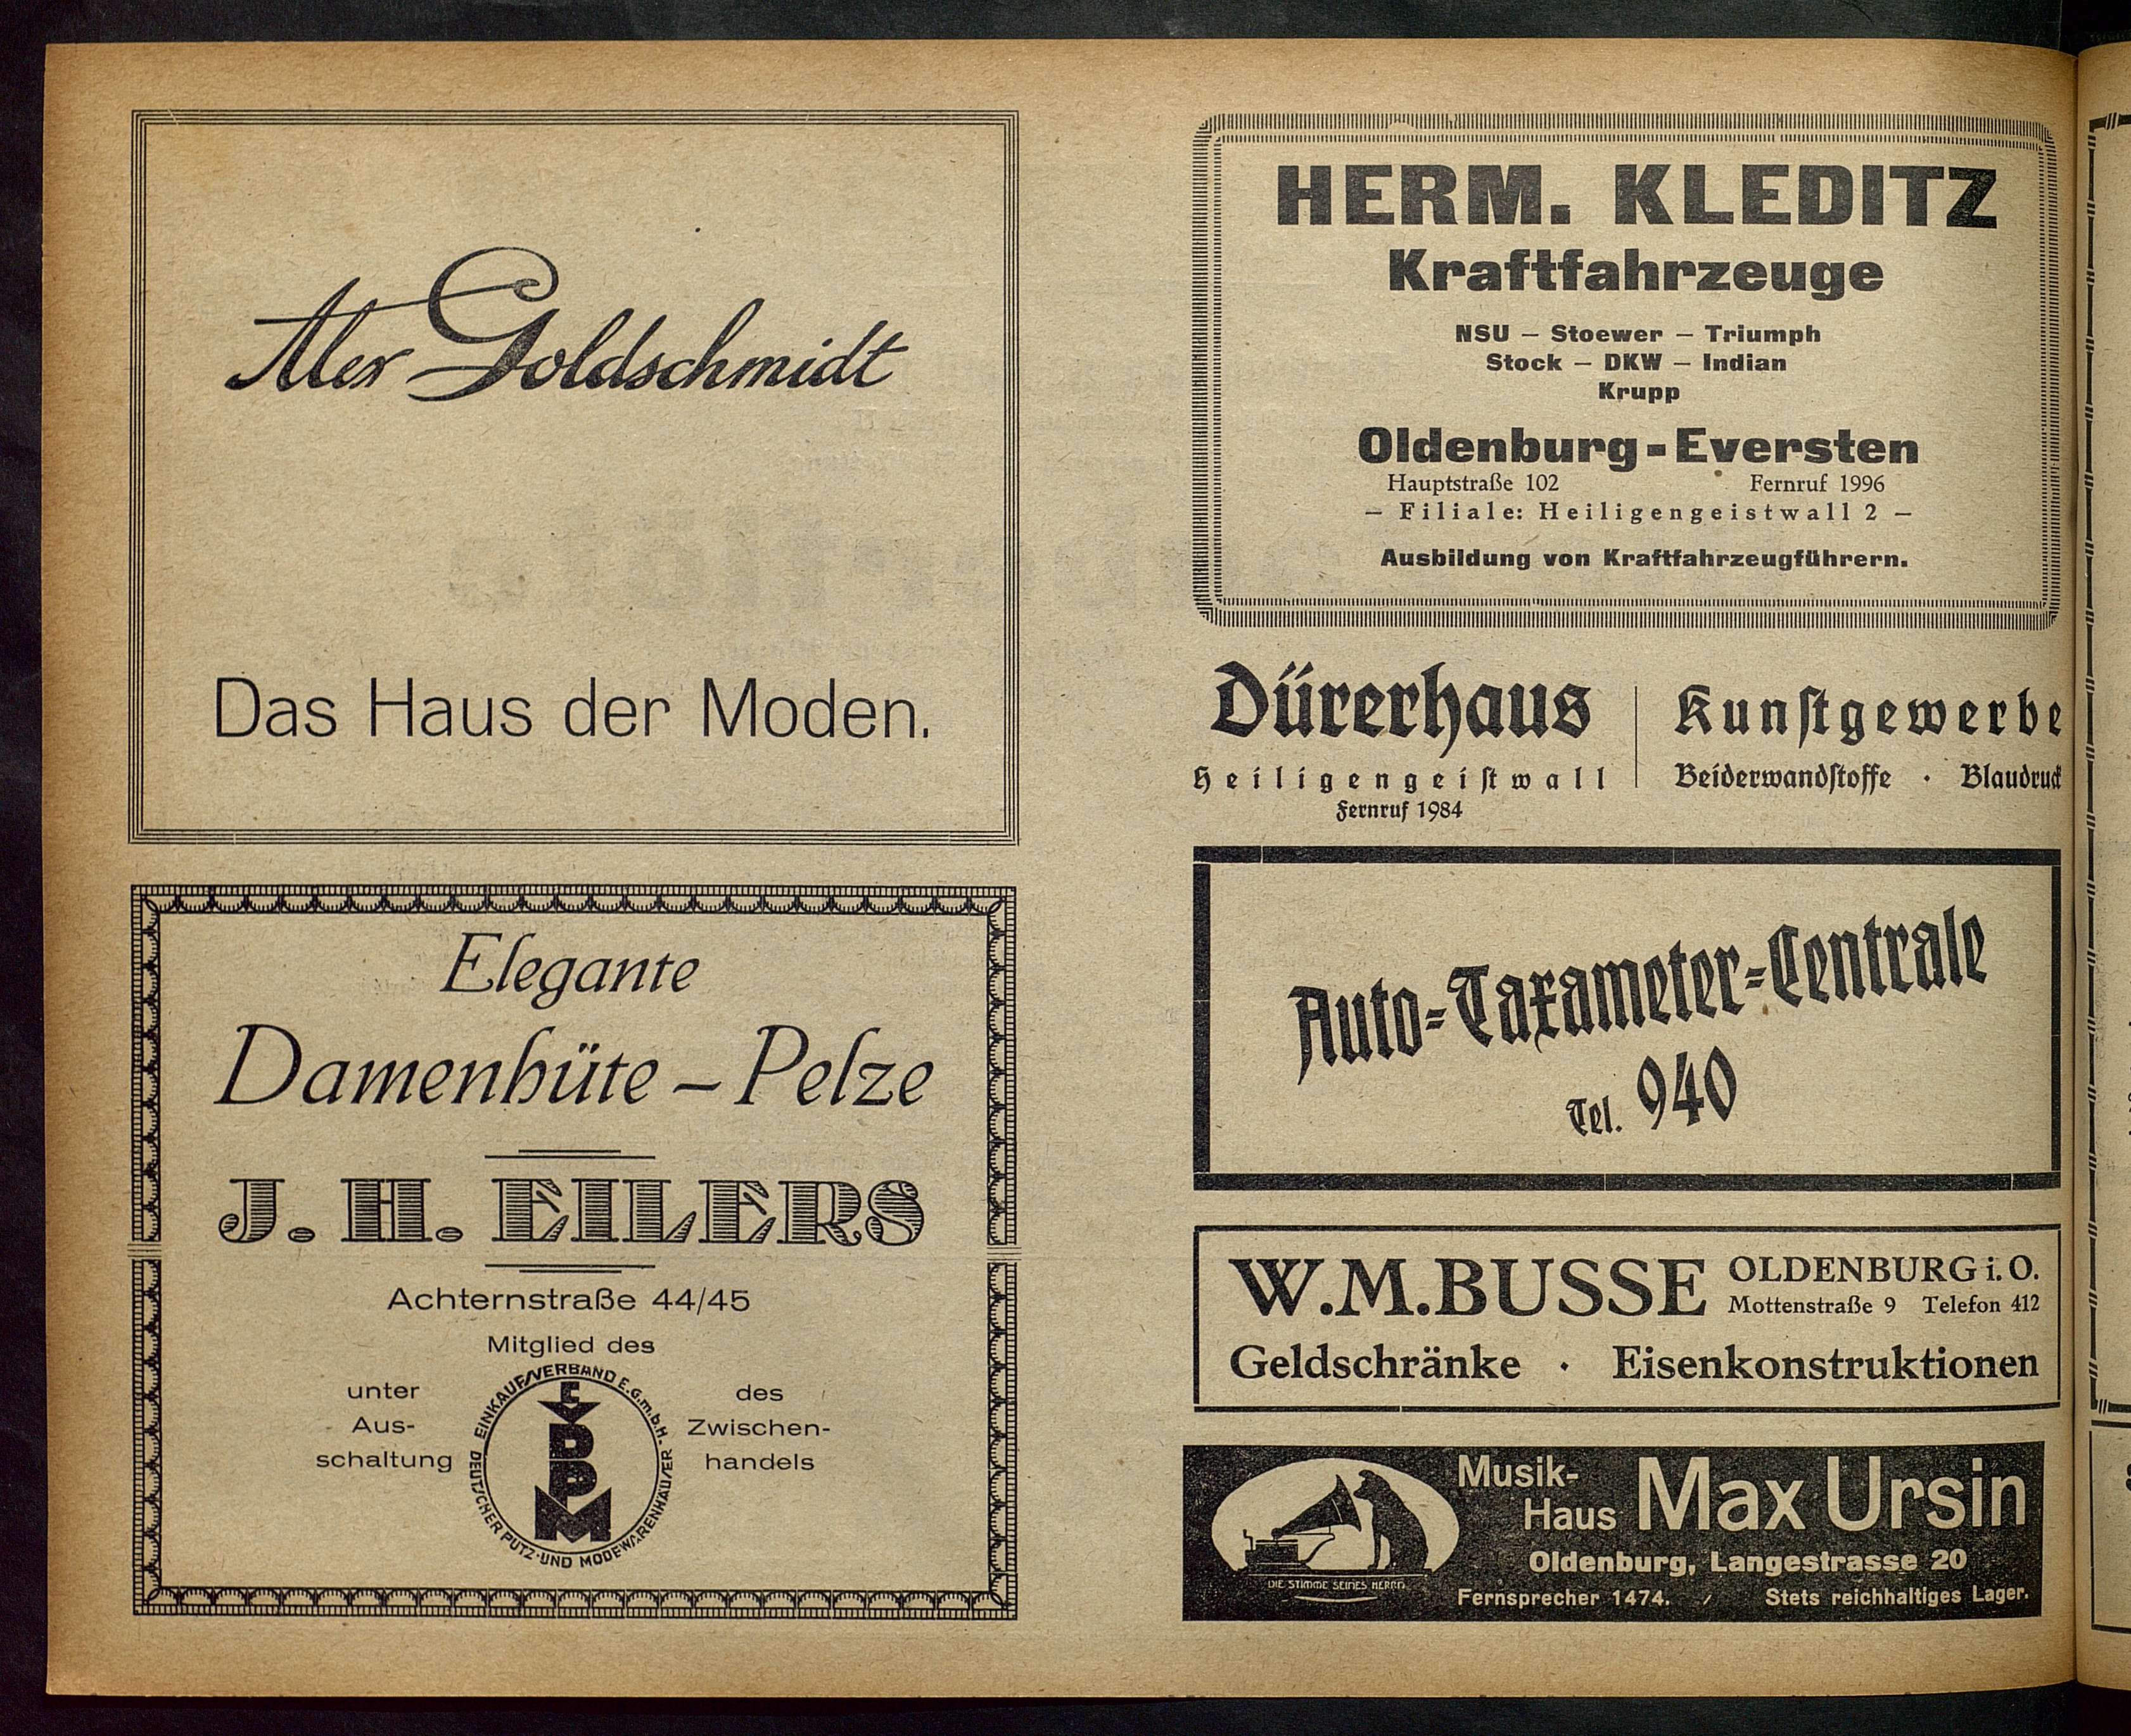 Alex Goldschmidt
Das Haus der Moden.
Elegante
Damenhüte – Pelze
J. H. EILERS
Achternstraße 44/45
Mitglied des
unter
Aus-
schaltung
EINKAUFSVERBAND E.G.m.b.H. DEUTSCHER PUTZ-UND MODEWARENHÄUSER
E
V
D
P
M
des
Zwischen-
handels
HERM. KLEDITZ
Kraftfahrzeuge
NSU – Stoewer – Triumph
Stock – DKW – Indian
Krupp
Oldenburg-Eversten
Hauptstraße 102 Fernruf 1996
– Filiale: Heiligengeistwall 2 –
Ausbildung von Kraftfahrzeugführern.
Dürerhaus
Heiligengeistwall
Fernruf 1984
Kunstgewerbe
Beiderwandstoffe · Blaudruck
Auto-Taxameter-Centrale
Tel. 940
W.M.BUSSE
OLDENBURG i. O.
Mottenstraße 9 Telefon 412
Geldschränke · Eisenkonstruktionen
DIE STIMME SEINES HERRN
Musik-
Haus Max Ursin
Oldenburg, Langestrasse 20
Fernsprecher 1474. Stets reichhaltiges Lager.